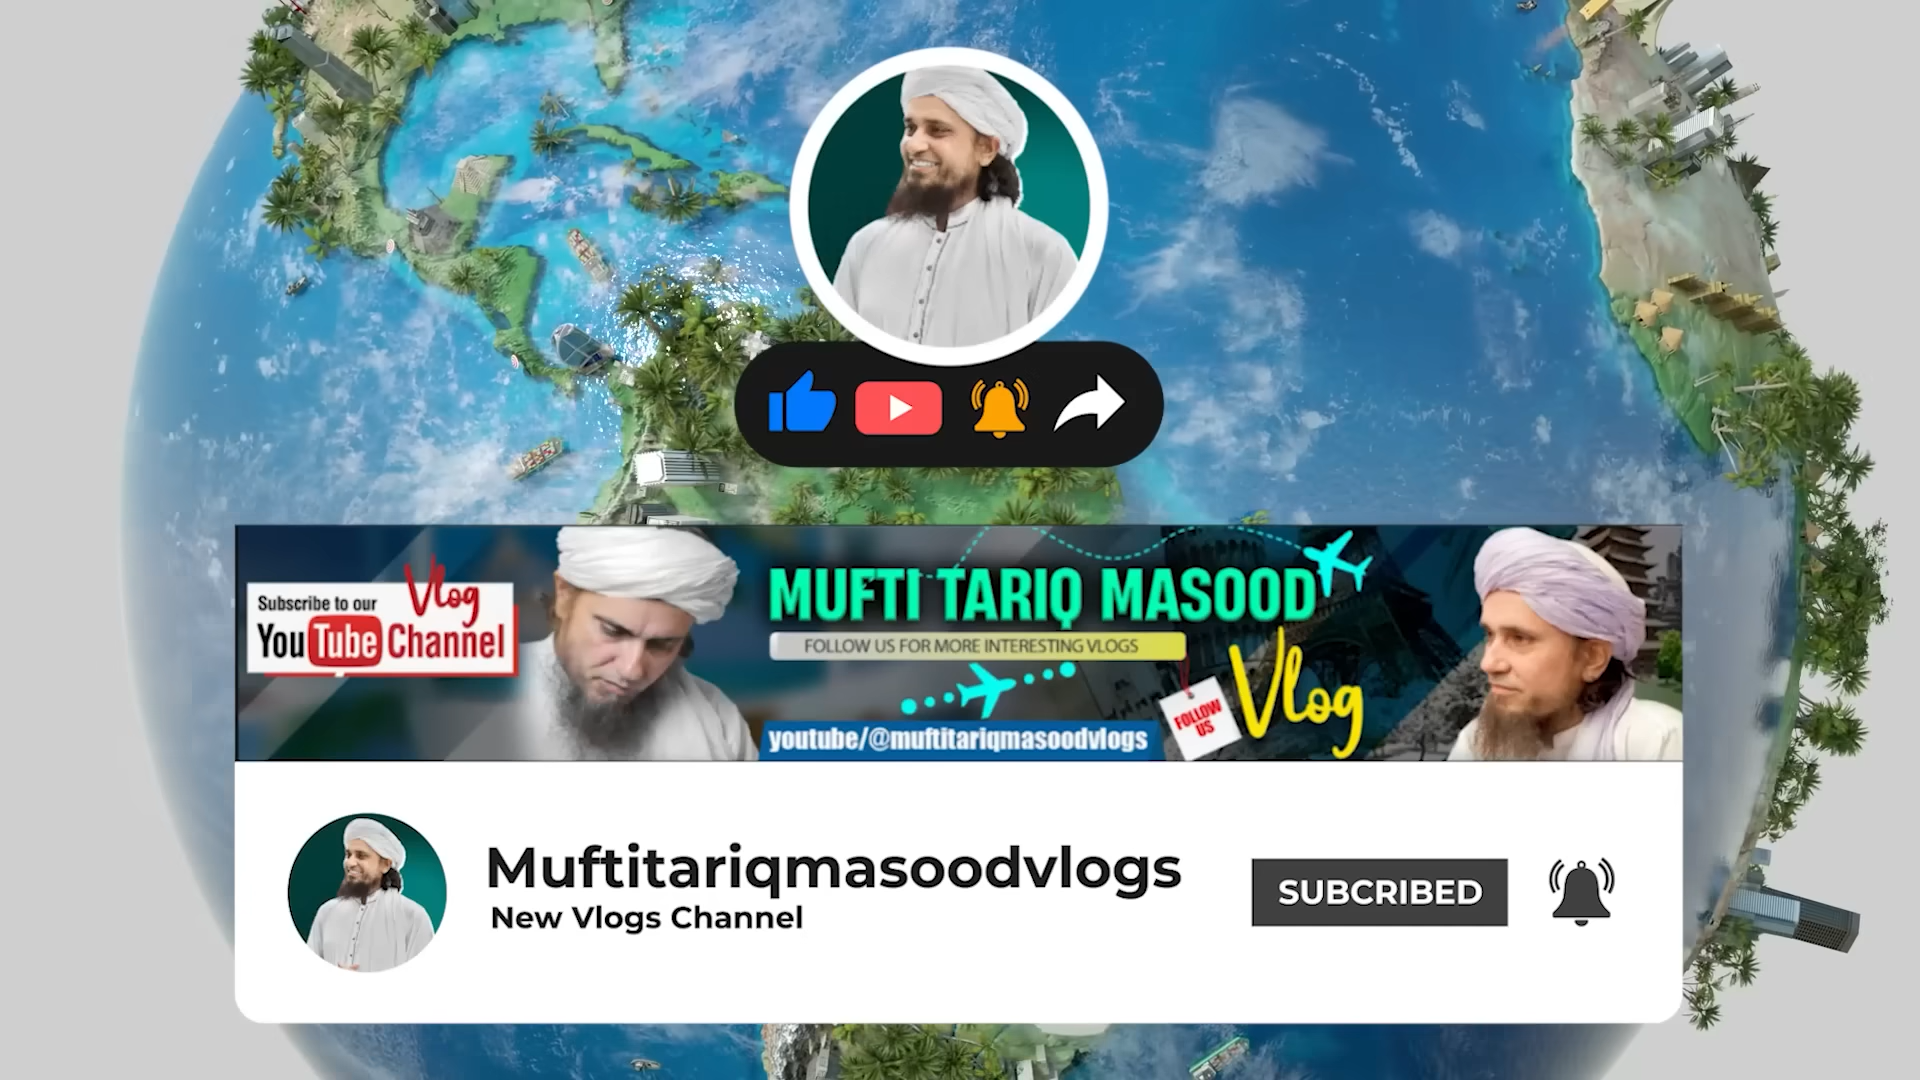 Subscribe to our Vlog
YouTube Channel
MUFTI TARIQ MASOOD
FOLLOW US FOR MORE INTERESTING VLOGS
Vlog
FOLLOW
US
youtube/@muftitariqmasoodvlogs
Muftitariqmasoodvlogs
New Vlogs Channel
SUBCRIBED